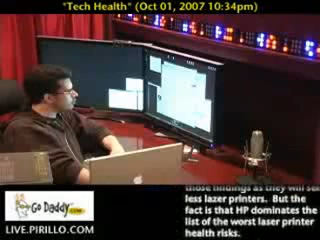 *Tech Health* (Oct 01, 2007 10:34pm)
Go Daddy.COM
LIVE.PIRILLO.COM
those findings as they will sell
less lazer printers. But the
fact is that HP dominates the
list of the worst laser printer
health risks.